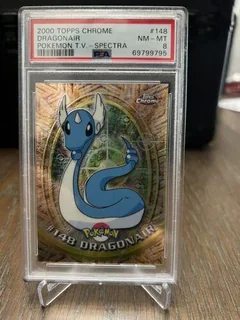 2000 TOPPS CHROME #148
DRAGONAIR NM - MT
POKEMON T.V. - SPECTRA 8
PSA 69799795
Topps
Chrome
POKéMON
#148 DRAGONAIR